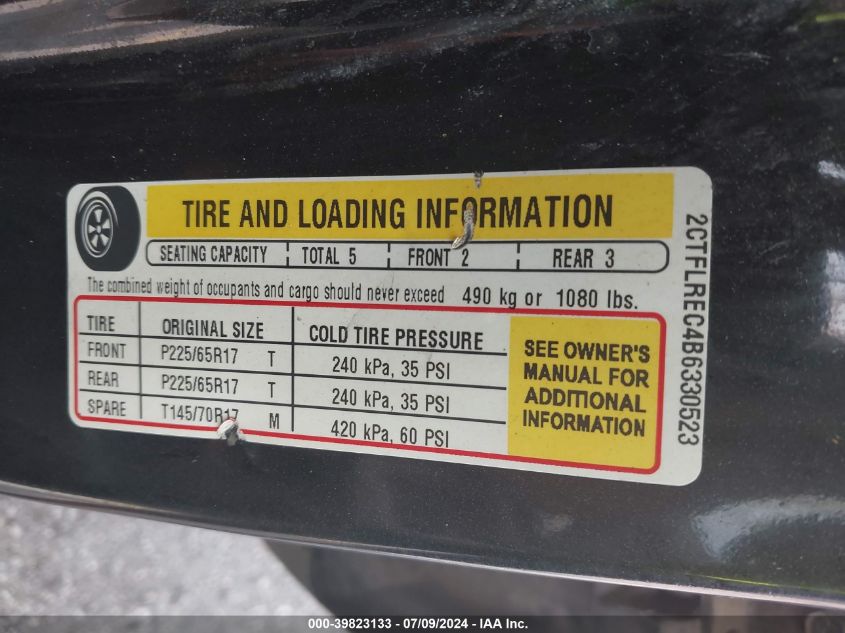 TIRE AND LOADING INFORMATION
SEATING CAPACITY TOTAL 5 FRONT 2 REAR 3
The combined weight of occupants and cargo should never exceed 490 kg or 1080 lbs.
TIRE ORIGINAL SIZE COLD TIRE PRESSURE
FRONT P225/65R17 T 240 kPa, 35 PSI
REAR P225/65R17 T 240 kPa, 35 PSI
SPARE T145/70R17 M 420 kPa, 60 PSI
SEE OWNER'S
MANUAL FOR
ADDITIONAL
INFORMATION
2CTFLREC4B6330523
000-39823133 - 07/09/2024 - IAA Inc.